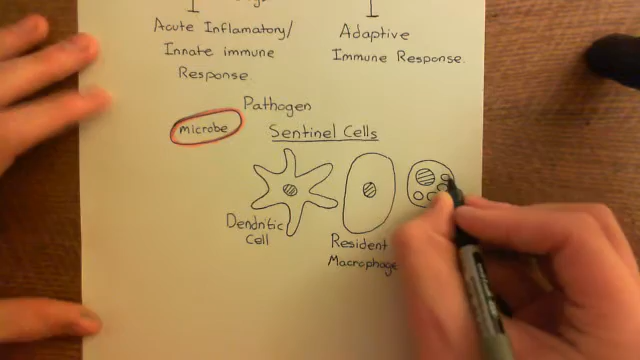 Acute Inflamatory/
Innate immune
Response.
Adaptive
Immune Response.
Pathogen
microbe
Sentinel Cells
Dendritic
Cell
Resident
Macrophage